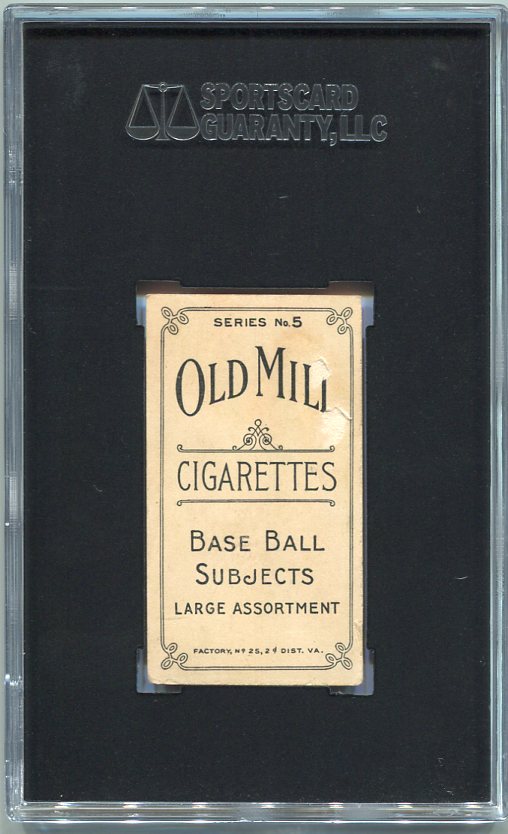 SPORTSCARD
GUARANTY, LLC
SERIES No. 5
OLD MILL
CIGARETTES
BASE BALL
SUBJECTS
LARGE ASSORTMENT
FACTORY, Nº 25, 2d DIST. VA.